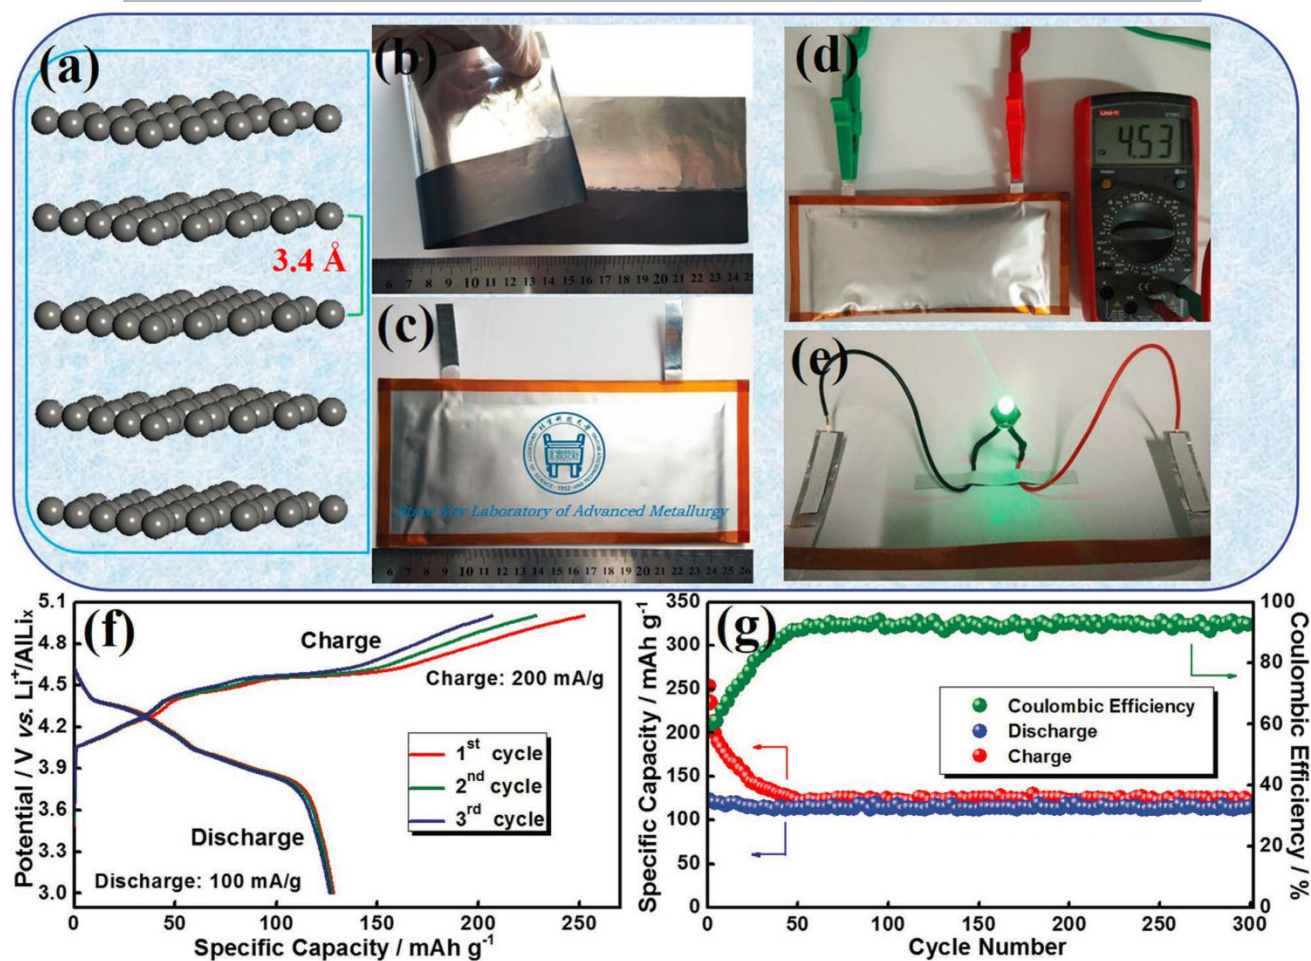 (a)
3.4 Å
(b)
6 7 8 9 10 11 12 13 14 15 16 17 18 19 20 21 22 23 24 25
(c)
State Key Laboratory of Advanced Metallurgy
6 7 8 9 10 11 12 13 14 15 16 17 18 19 20 21 22 23 24 25 26
(d)
UNI-T
4.53
(e)
(f)
Potential / V vs. Li⁺/AlLiₓ
5.1
4.8
4.5
4.2
3.9
3.6
3.3
3.0
Charge
Charge: 200 mA/g
1ˢᵗ cycle
2ⁿᵈ cycle
3ʳᵈ cycle
Discharge
Discharge: 100 mA/g
0 50 100 150 200 250
Specific Capacity / mAh g⁻¹
(g)
Specific Capacity / mAh g⁻¹
350
300
250
200
150
100
50
0
Coulombic Efficiency
Discharge
Charge
100
80
60
40
20
0
Coulombic Efficiency / %
0 50 100 150 200 250 300
Cycle Number